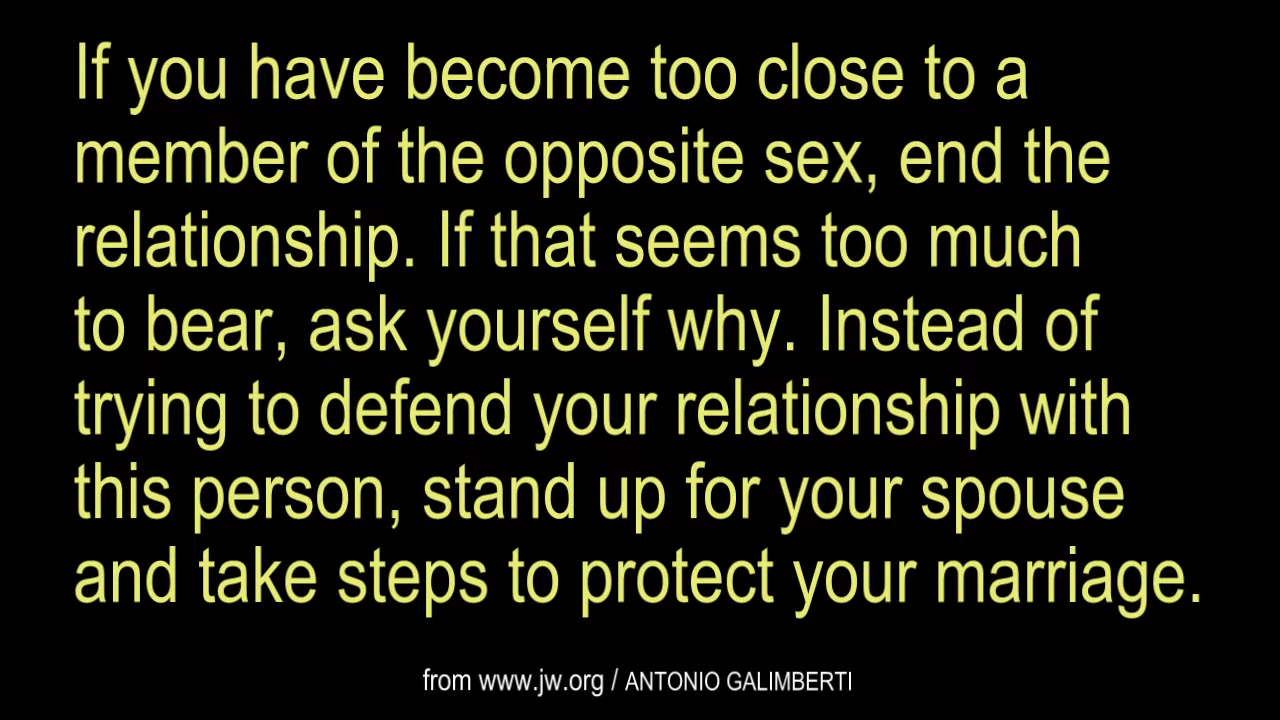 If you have become too close to a
member of the opposite sex, end the
relationship. If that seems too much
to bear, ask yourself why. Instead of
trying to defend your relationship with
this person, stand up for your spouse
and take steps to protect your marriage.
from www.jw.org / ANTONIO GALIMBERTI